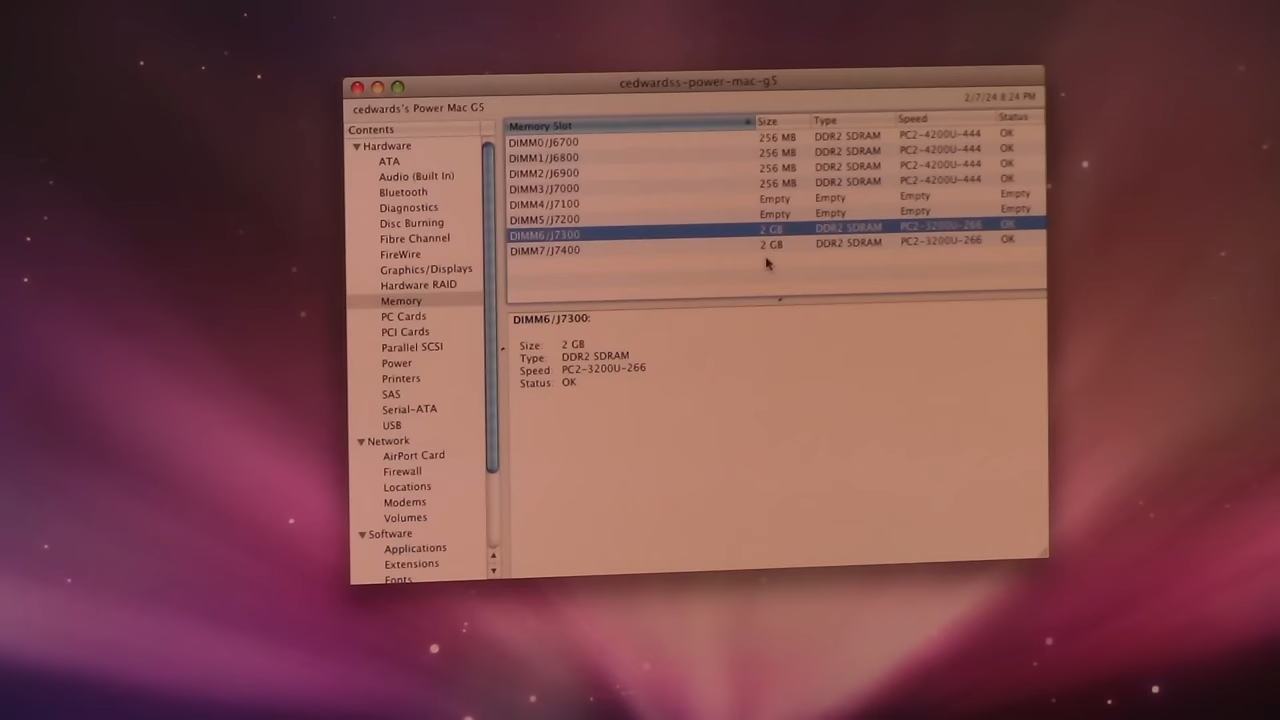 cedwardss-power-mac-g5
cedwards's Power Mac G5
2/7/24 8:24 PM
Contents
Hardware
ATA
Audio (Built In)
Bluetooth
Diagnostics
Disc Burning
Fibre Channel
FireWire
Graphics/Displays
Hardware RAID
Memory
PC Cards
PCI Cards
Parallel SCSI
Power
Printers
SAS
Serial-ATA
USB
Network
AirPort Card
Firewall
Locations
Modems
Volumes
Software
Applications
Extensions
Fonts
Memory Slot Size Type Speed Status
DIMM0/J6700 256 MB DDR2 SDRAM PC2-4200U-444 OK
DIMM1/J6800 256 MB DDR2 SDRAM PC2-4200U-444 OK
DIMM2/J6900 256 MB DDR2 SDRAM PC2-4200U-444 OK
DIMM3/J7000 256 MB DDR2 SDRAM PC2-4200U-444 OK
DIMM4/J7100 Empty Empty Empty Empty
DIMM5/J7200 Empty Empty Empty Empty
DIMM6/J7300 2 GB DDR2 SDRAM PC2-3200U-266 OK
DIMM7/J7400 2 GB DDR2 SDRAM PC2-3200U-266 OK
DIMM6/J7300:
Size: 2 GB
Type: DDR2 SDRAM
Speed: PC2-3200U-266
Status: OK